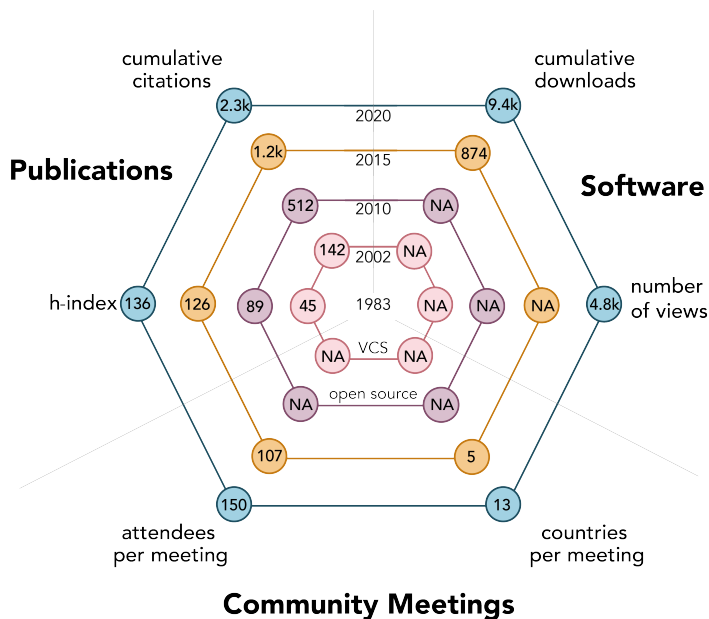 cumulative
citations
cumulative
downloads
2.3k
9.4k
2020
1.2k
2015
874
Publications
Software
512
2010
NA
142
2002
NA
h-index
136
126
89
45
1983
NA
NA
NA
4.8k
number
of views
NA
VCS
NA
NA
open source
NA
107
5
150
13
attendees
per meeting
countries
per meeting
Community Meetings